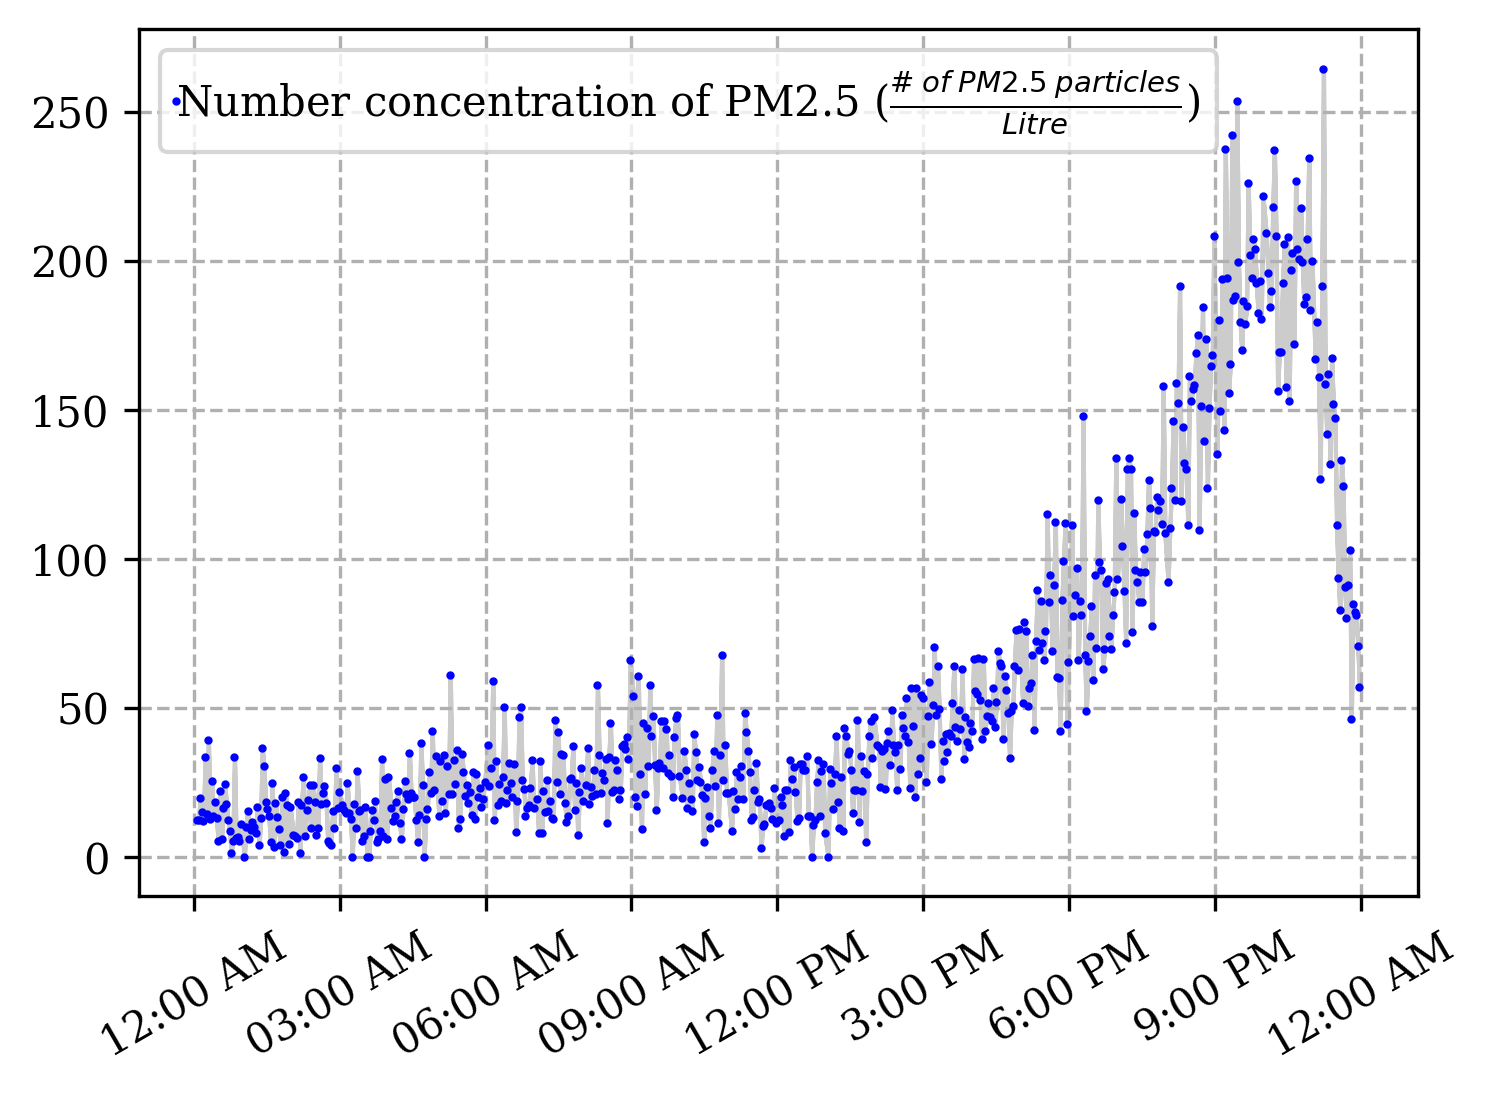 Number concentration of PM2.5 (# of PM2.5 particles/Litre)
250
200
150
100
50
0
12:00 AM
03:00 AM
06:00 AM
09:00 AM
12:00 PM
3:00 PM
6:00 PM
9:00 PM
12:00 AM